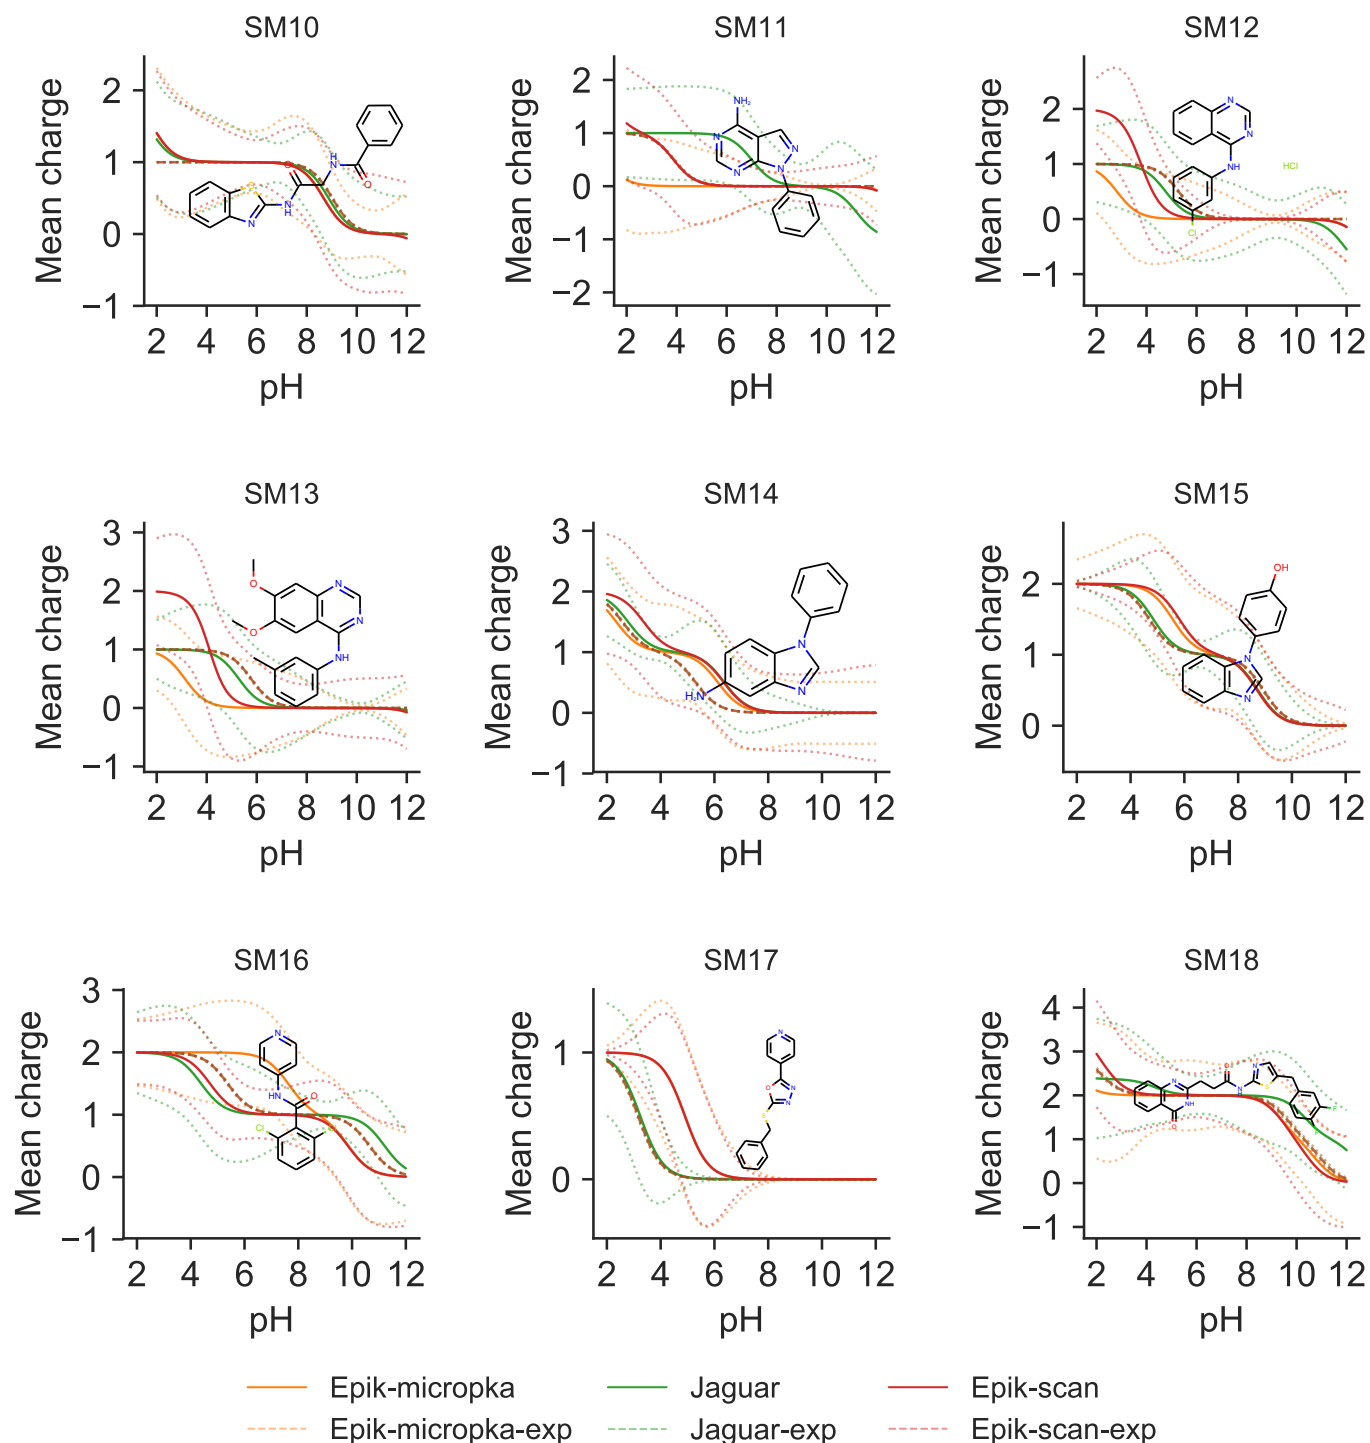 SM10 SM11 SM12
Mean charge Mean charge Mean charge
2 2 2
1 1 1
0 0 0
−1 −1 −1
−2
2 4 6 8 10 12 2 4 6 8 10 12 2 4 6 8 10 12
pH pH pH
NH₂ N N N N
H N O O S N N H
N N NH HCl Cl
SM13 SM14 SM15
Mean charge Mean charge Mean charge
3 3 2
2 2 1
1 1 0
0 0
−1 −1
2 4 6 8 10 12 2 4 6 8 10 12 2 4 6 8 10 12
pH pH pH
O O N N NH
H₂N N N
OH N N
SM16 SM17 SM18
Mean charge Mean charge Mean charge
3 1 4
2 0 3
1 2
0 1
−1 0
−1
2 4 6 8 10 12 2 4 6 8 10 12 2 4 6 8 10 12
pH pH pH
N HN O Cl
N O N N S
N NH O O N N S F
Epik-micropka Jaguar Epik-scan
Epik-micropka-exp Jaguar-exp Epik-scan-exp